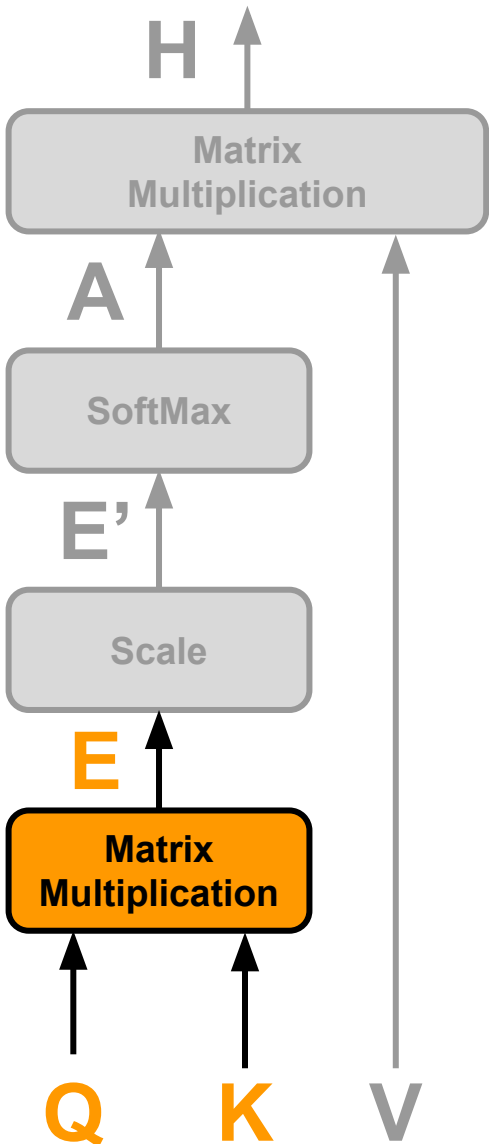 H
Matrix
Multiplication
A
SoftMax
E’
Scale
E
Matrix
Multiplication
Q K V